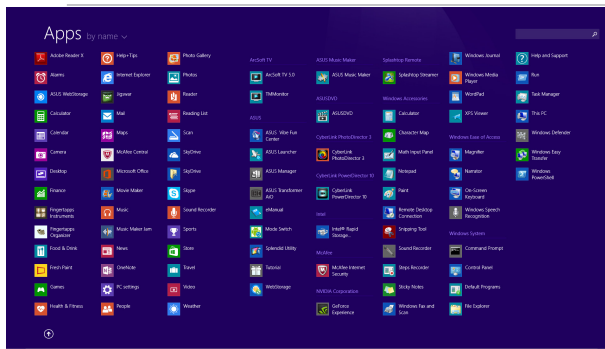 Apps by name
Adobe Reader X
Alarms
ASUS WebStorage
Calculator
Calendar
Camera
Desktop
Finance
Fingertapps
Instruments
Fingertapps
Organizer
Food & Drink
Fresh Paint
Games
Health & Fitness
Help+Tips
Internet Explorer
Jigswar
Mail
Maps
McAfee Central
Microsoft Office
Movie Maker
Music
Music Maker Jam
News
OneNote
PC settings
People
Photo Gallery
Photos
Reader
Reading List
Scan
SkyDrive
SkyDrive
Skype
Sound Recorder
Sports
Store
Travel
Video
Weather
ArcSoft TV
ArcSoft TV 5.0
TMMonitor
ASUS
ASUS Vibe Fun
Center
ASUS Launcher
ASUS Manager
ASUS Transformer
AiO
eManual
Mode Switch
Splendid Utility
Tutorial
WebStorage
ASUS Music Maker
ASUS Music Maker
ASUSDVD
ASUSDVD
CyberLink PhotoDirector 3
CyberLink
PhotoDirector 3
CyberLink PowerDirector 10
CyberLink
PowerDirector 10
Intel
Intel® Rapid
Storage...
McAfee
McAfee Internet
Security
NVIDIA Corporation
GeForce
Experience
Splashtop Remote
Splashtop Streamer
Windows Accessories
Calculator
Character Map
Math Input Panel
Notepad
Paint
Remote Desktop
Connection
Snipping Tool
Sound Recorder
Steps Recorder
Sticky Notes
Windows Fax and
Scan
Windows Journal
Windows Media
Player
WordPad
XPS Viewer
Windows Ease of Access
Magnifier
Narrator
On-Screen
Keyboard
Windows Speech
Recognition
Windows System
Command Prompt
Control Panel
Default Programs
File Explorer
Help and Support
Run
Task Manager
This PC
Windows Defender
Windows Easy
Transfer
Windows
PowerShell